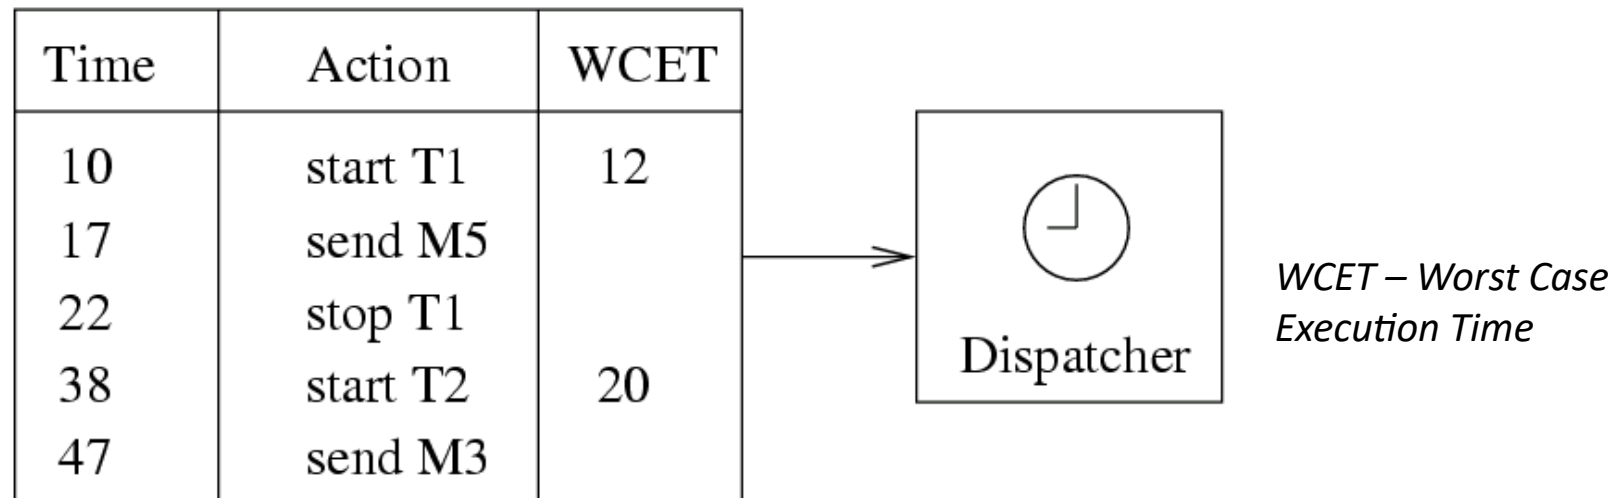 Time Action WCET
10 start T1 12
17 send M5
22 stop T1
38 start T2 20
47 send M3
Dispatcher
WCET – Worst Case
Execution Time